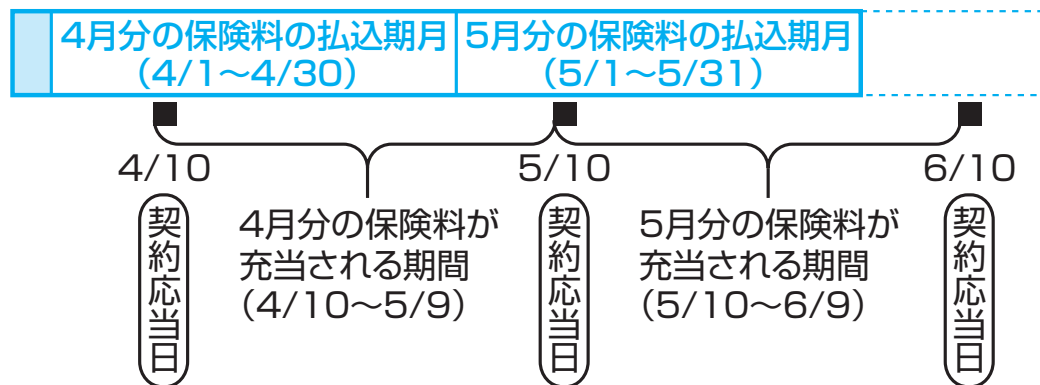 4月分の保険料の払込期月
(4/1～4/30)
5月分の保険料の払込期月
(5/1～5/31)
4/10
5/10
6/10
契約応当日
4月分の保険料が
充当される期間
(4/10～5/9)
契約応当日
5月分の保険料が
充当される期間
(5/10～6/9)
契約応当日